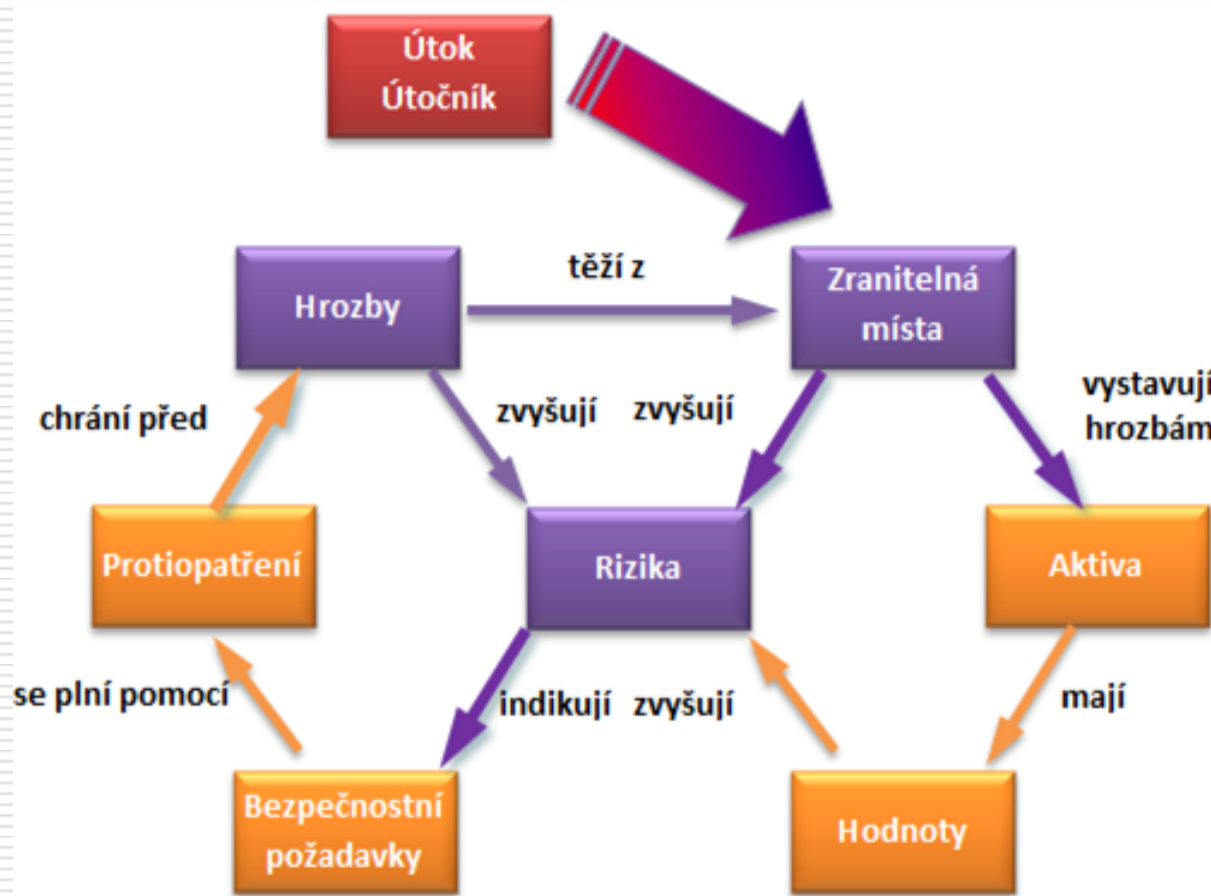 Útok
Útočník
těží z
Hrozby
Zranitelná
místa
zvyšují
zvyšují
vystavují
hrozbám
chrání před
Protiopatření
Rizika
Aktiva
se plní pomocí
indikují
zvyšují
mají
Bezpečnostní
požadavky
Hodnoty